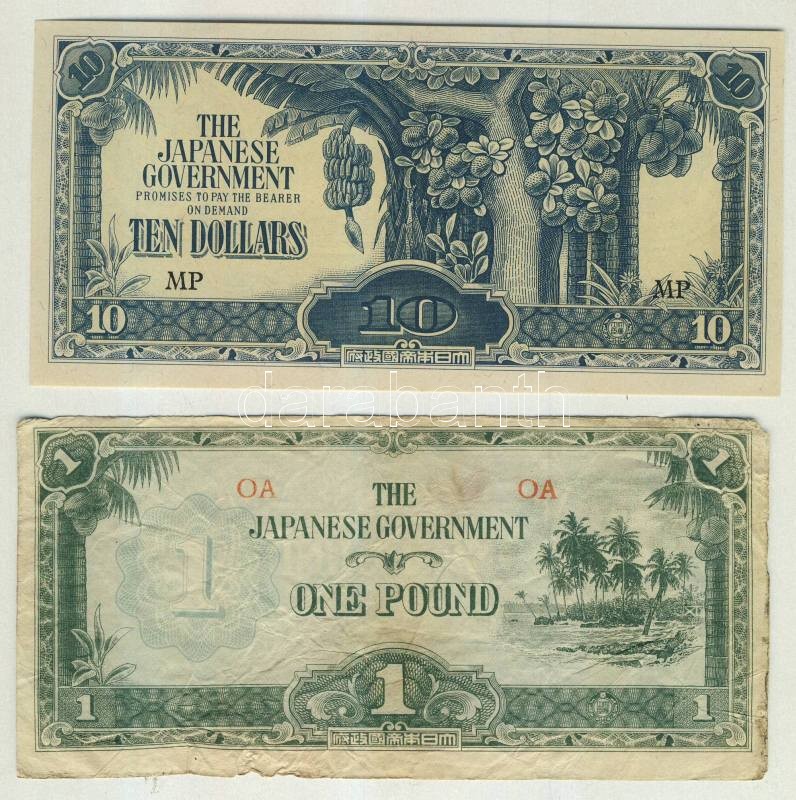 10 10
THE
JAPANESE
GOVERNMENT
PROMISES TO PAY THE BEARER
ON DEMAND
TEN DOLLARS
MP MP
10 10 10
府政國帝本日大
darabanth
1 1
OA THE OA
JAPANESE GOVERNMENT
1
ONE POUND
1 1 1
府政國帝本日大